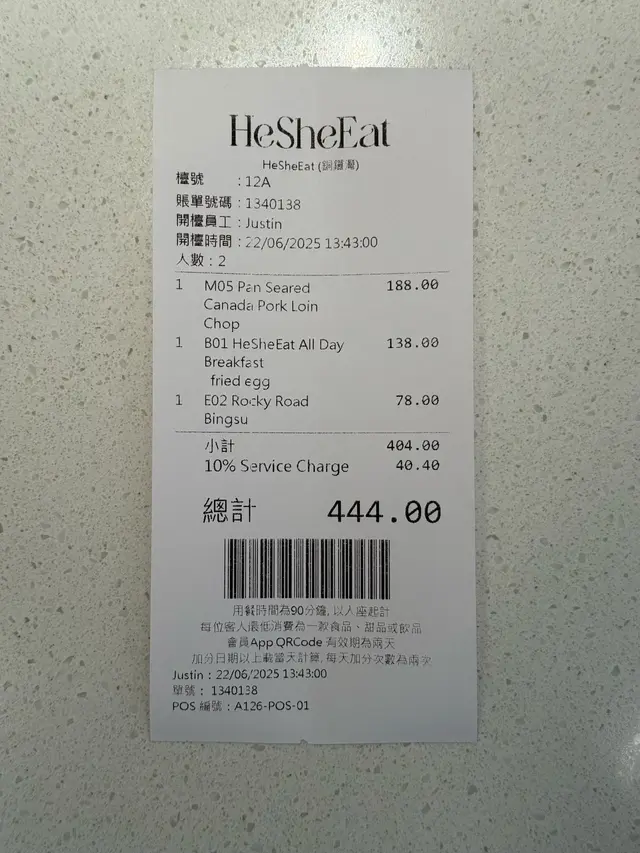 HeSheEat
HeSheEat (銅鑼灣)
檯號 : 12A
賬單號碼 : 1340138
開檯員工 : Justin
開檯時間 : 22/06/2025 13:43:00
人數 : 2
1 M05 Pan Seared 188.00
Canada Pork Loin
Chop
1 B01 HeSheEat All Day 138.00
Breakfast
fried egg
1 E02 Rocky Road 78.00
Bingsu
小計 404.00
10% Service Charge 40.40
總計 444.00
用餐時間為90分鐘, 以入座起計
每位客人最低消費為一款食品、甜品或飲品
會員App QRCode 有效期為兩天
加分日期以上載當天計算, 每天加分次數為兩次
Justin : 22/06/2025 13:43:00
單號 : 1340138
POS 編號 : A126-POS-01